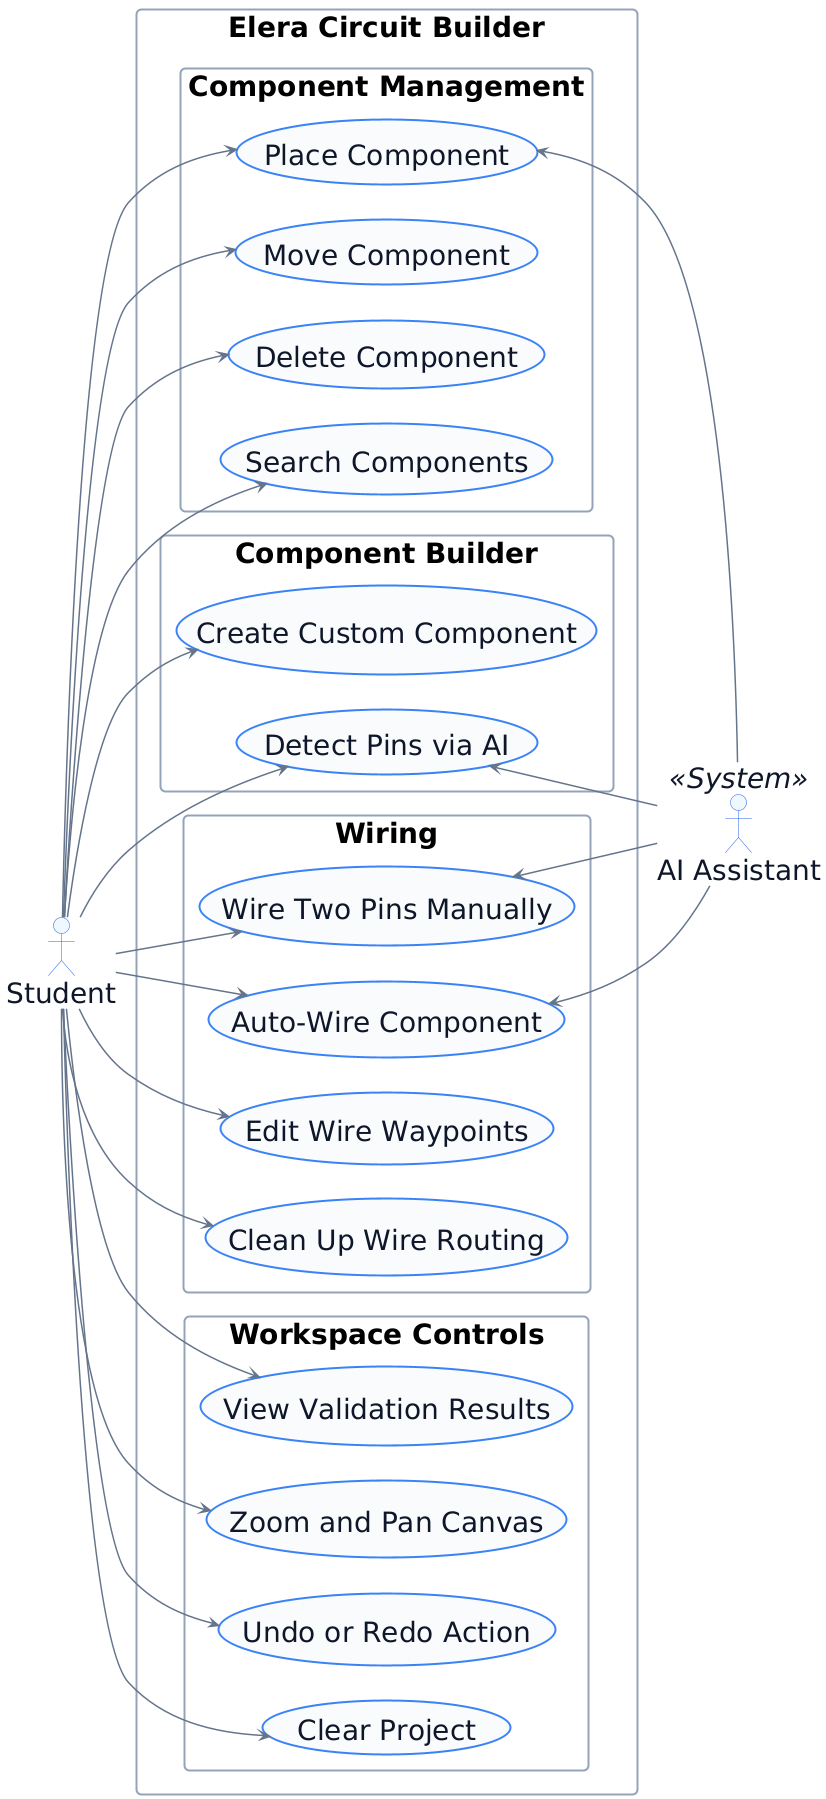 Elera Circuit Builder
Component Management
Place Component
Move Component
Delete Component
Search Components
Component Builder
Create Custom Component
Detect Pins via AI
«System»
AI Assistant
Wiring
Wire Two Pins Manually
Student
Auto-Wire Component
Edit Wire Waypoints
Clean Up Wire Routing
Workspace Controls
View Validation Results
Zoom and Pan Canvas
Undo or Redo Action
Clear Project